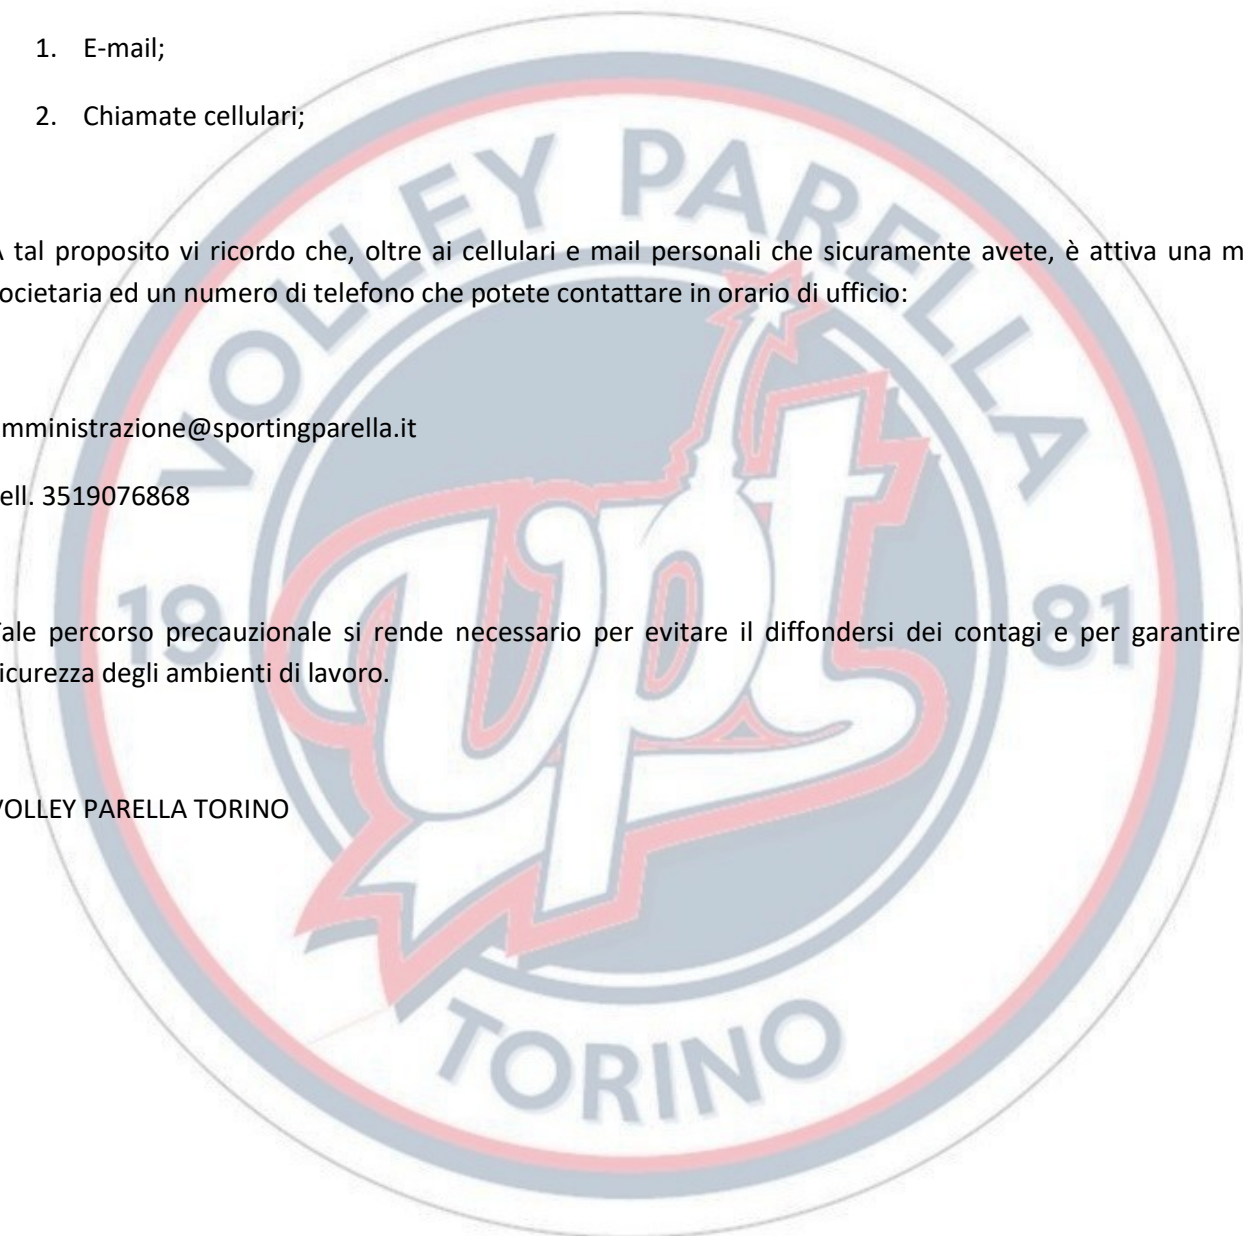 1. E-mail;
2. Chiamate cellulari;
VOLLEY PARELLA
A tal proposito vi ricordo che, oltre ai cellulari e mail personali che sicuramente avete, è attiva una m
ocietaria ed un numero di telefono che potete contattare in orario di ufficio:
mministrazione@sportingparella.it
ell. 3519076868
19 81
vpt
Tale percorso precauzionale si rende necessario per evitare il diffondersi dei contagi e per garantire
icurezza degli ambienti di lavoro.
VOLLEY PARELLA TORINO
TORINO